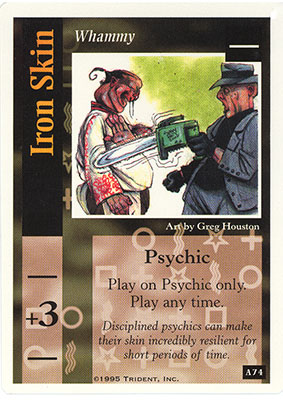 Iron Skin
Whammy
Art by Greg Houston
Psychic
Play on Psychic only.
Play any time.
+3
Disciplined psychics can make
their skin incredibly resilient for
short periods of time.
©1995 TRIDENT, INC.
A74